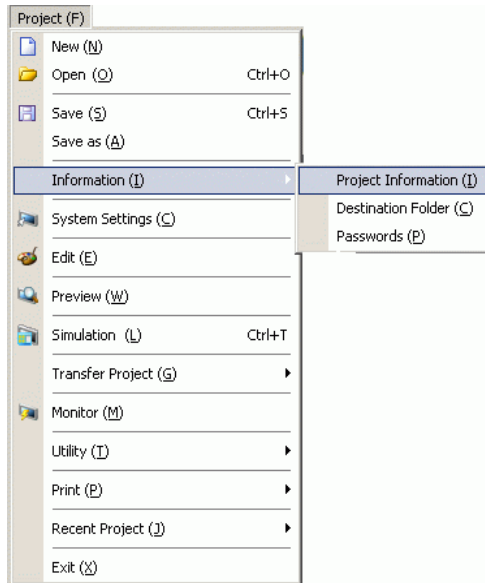 Project (F)
New (N)
Open (O) Ctrl+O
Save (S) Ctrl+S
Save as (A)
Information (I)
Project Information (I)
Destination Folder (C)
Passwords (P)
System Settings (C)
Edit (E)
Preview (W)
Simulation (L) Ctrl+T
Transfer Project (G)
Monitor (M)
Utility (T)
Print (P)
Recent Project (J)
Exit (X)